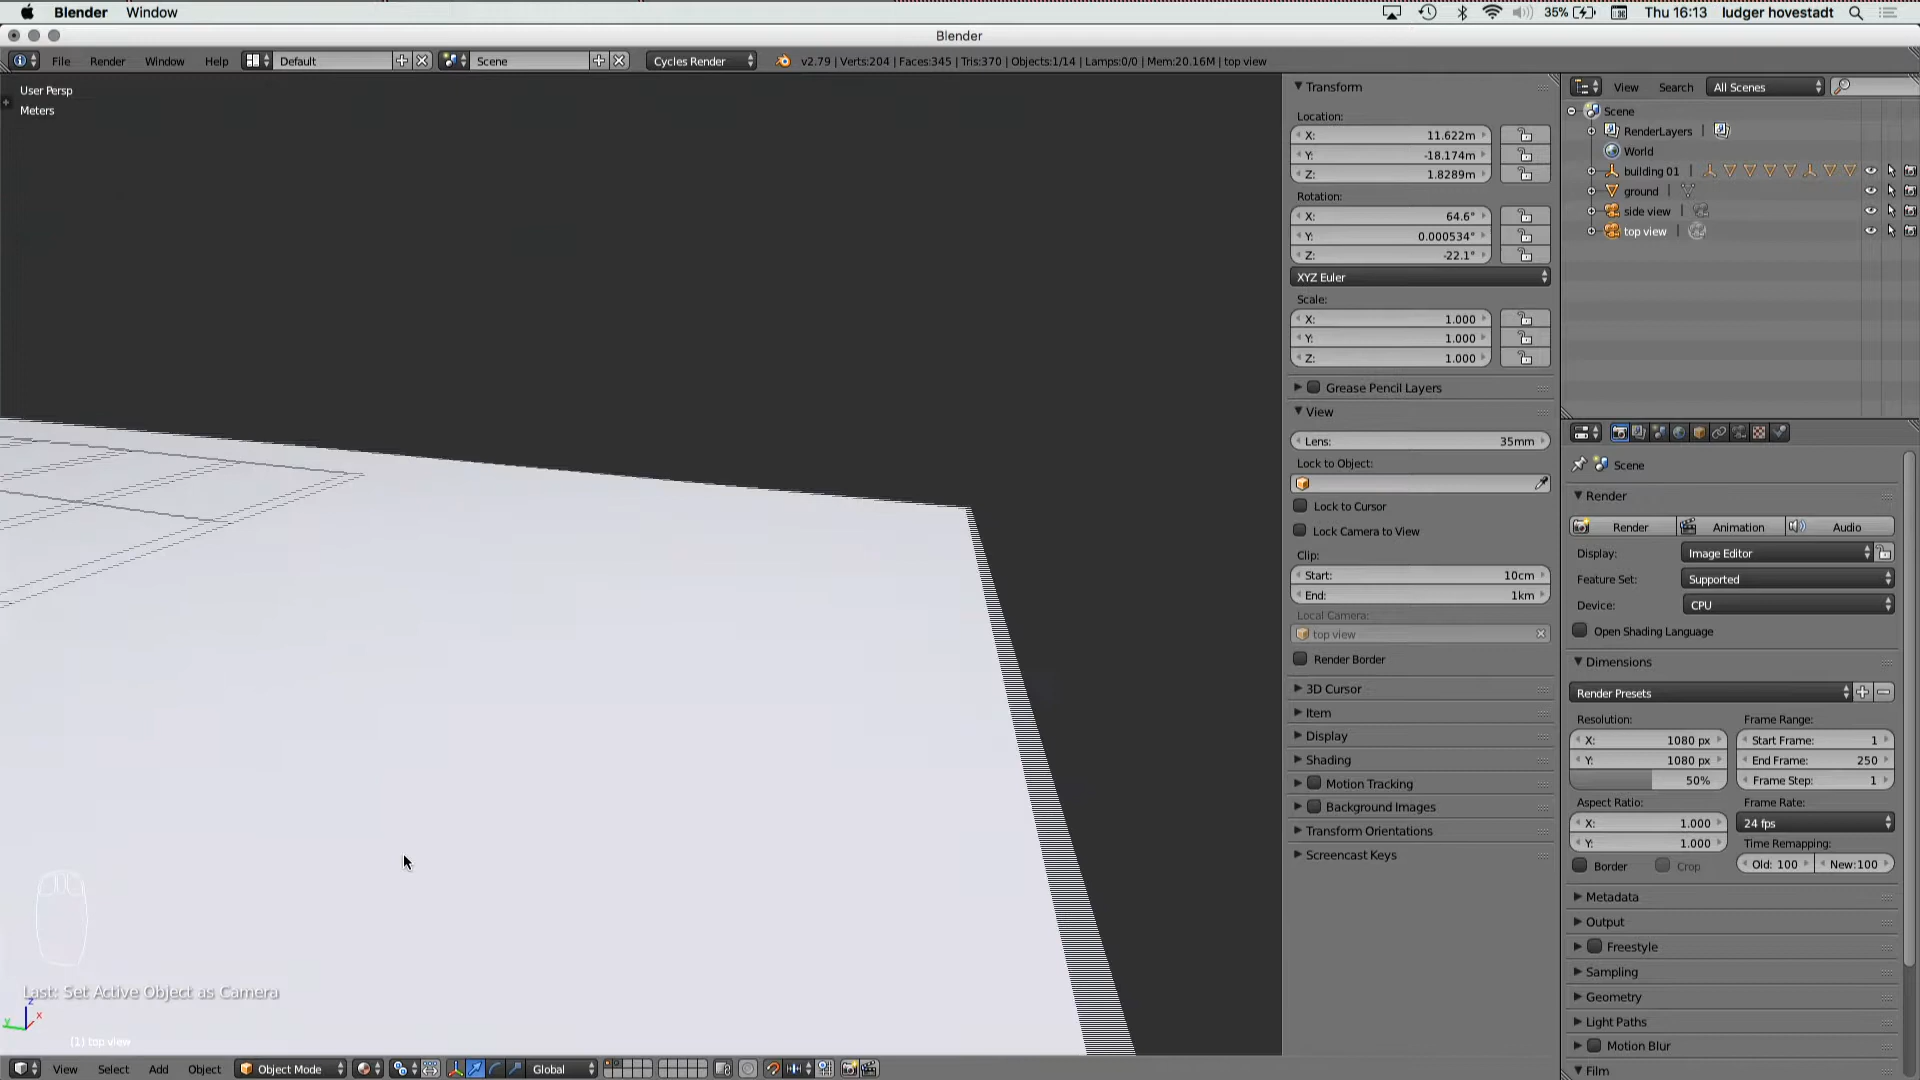 Blender Window 35% Thu 16:13 ludger hovestadt
Blender
File Render Window Help Default Scene Cycles Render v2.79 | Verts:204 | Faces:345 | Tris:370 | Objects:1/14 | Lamps:0/0 | Mem:20.16M | top view
User Persp
Meters
Transform
Location:
X: 11.622m
Y: -18.174m
Z: 1.8289m
Rotation:
X: 64.6°
Y: 0.000534°
Z: -22.1°
XYZ Euler
Scale:
X: 1.000
Y: 1.000
Z: 1.000
Grease Pencil Layers
View
Lens: 35mm
Lock to Object:
Lock to Cursor
Lock Camera to View
Clip:
Start: 10cm
End: 1km
Local Camera:
top view
Render Border
3D Cursor
Item
Display
Shading
Motion Tracking
Background Images
Transform Orientations
Screencast Keys
View Search All Scenes
Scene
RenderLayers |
World
building 01 |
ground |
side view |
top view |
Scene
Render
Render Animation Audio
Display: Image Editor
Feature Set: Supported
Device: CPU
Open Shading Language
Dimensions
Render Presets
Resolution: Frame Range:
X: 1080 px Start Frame: 1
Y: 1080 px End Frame: 250
50% Frame Step: 1
Aspect Ratio: Frame Rate:
X: 1.000 24 fps
Y: 1.000 Time Remapping:
Border Crop Old: 100 New:100
Metadata
Output
Freestyle
Sampling
Geometry
Light Paths
Motion Blur
Film
Last: Set Active Object as Camera
z
y x
(1) top view
View Select Add Object Object Mode Global